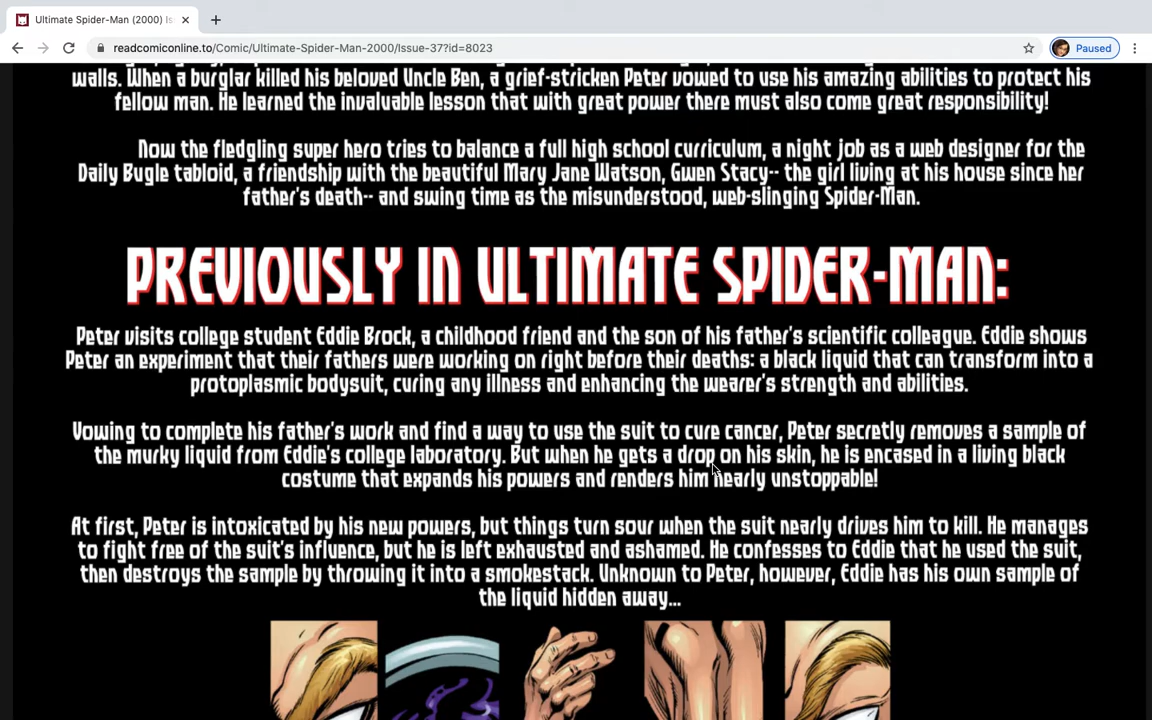 Ultimate Spider-Man (2000) Is
readcomiconline.to/Comic/Ultimate-Spider-Man-2000/Issue-37?id=8023
Paused
walls. When a burglar killed his beloved Uncle Ben, a grief-stricken Peter vowed to use his amazing abilities to protect his
fellow man. He learned the invaluable lesson that with great power there must also come great responsibility!
Now the fledgling super hero tries to balance a full high school curriculum, a night job as a web designer for the
Daily Bugle tabloid, a friendship with the beautiful Mary Jane Watson, Gwen Stacy-- the girl living at his house since her
father's death-- and swing time as the misunderstood, web-slinging Spider-Man.
PREVIOUSLY IN ULTIMATE SPIDER-MAN:
Peter visits college student Eddie Brock, a childhood friend and the son of his father's scientific colleague. Eddie shows
Peter an experiment that their fathers were working on right before their deaths: a black liquid that can transform into a
protoplasmic bodysuit, curing any illness and enhancing the wearer's strength and abilities.
Vowing to complete his father's work and find a way to use the suit to cure cancer, Peter secretly removes a sample of
the murky liquid from Eddie's college laboratory. But when he gets a drop on his skin, he is encased in a living black
costume that expands his powers and renders him nearly unstoppable!
At first, Peter is intoxicated by his new powers, but things turn sour when the suit nearly drives him to kill. He manages
to fight free of the suit's influence, but he is left exhausted and ashamed. He confesses to Eddie that he used the suit,
then destroys the sample by throwing it into a smokestack. Unknown to Peter, however, Eddie has his own sample of
the liquid hidden away...